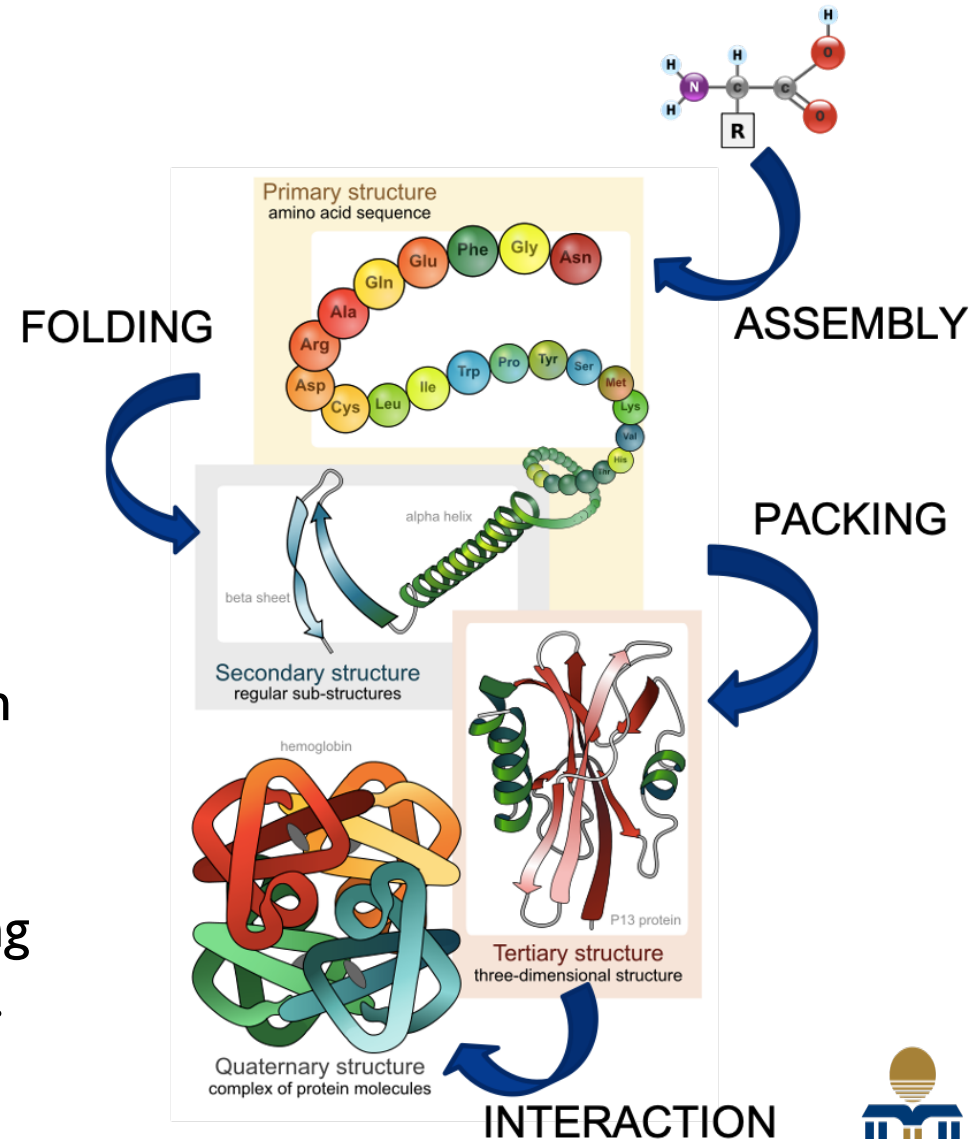 H
H
H
O
N
C
C
H
O
R
Primary structure
amino acid sequence
Asn
Gly
Phe
Glu
Gln
Ala
Arg
Asp
Cys
Leu
Ile
Trp
Pro
Tyr
Ser
Met
Lys
Val
His
Thr
FOLDING
ASSEMBLY
PACKING
alpha helix
beta sheet
Secondary structure
regular sub-structures
hemoglobin
P13 protein
Tertiary structure
three-dimensional structure
Quaternary structure
complex of protein molecules
INTERACTION